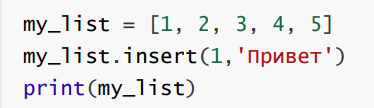 my_list = [1, 2, 3, 4, 5]
my_list.insert(1,'Привет')
print(my_list)